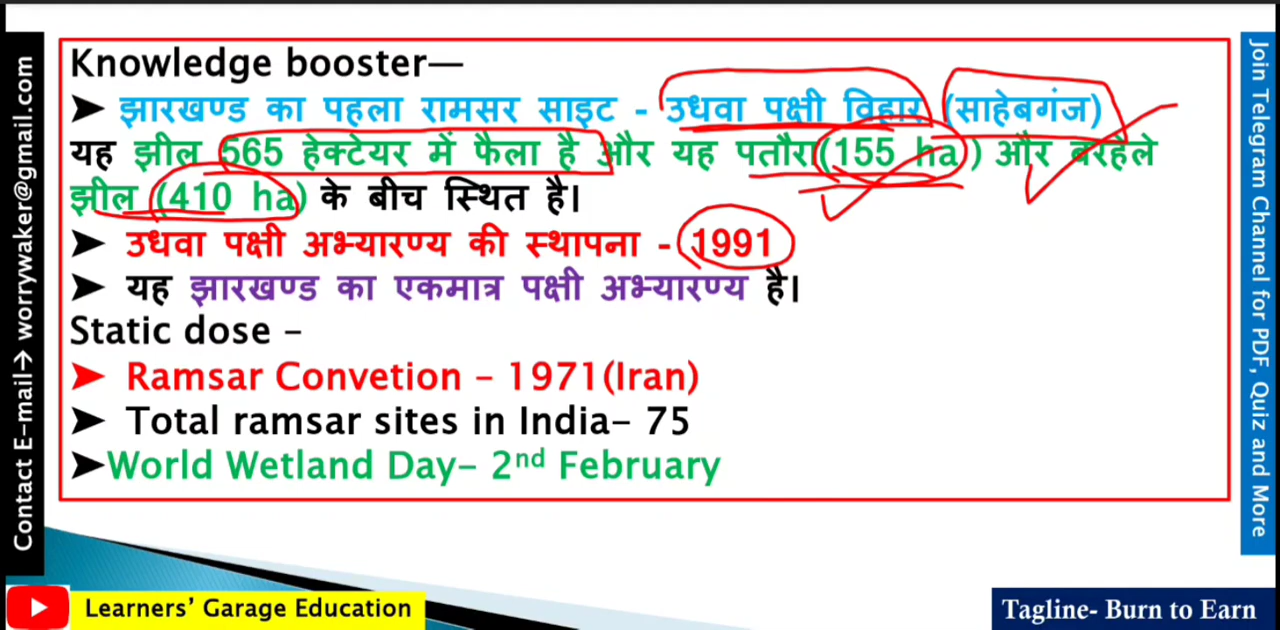 Knowledge booster—
➤ झारखण्ड का पहला रामसर साइट - उधवा पक्षी विहार (साहेबगंज)
यह झील 565 हेक्टेयर में फैला है और यह पतौरा (155 ha) और बरहेले
झील (410 ha) के बीच स्थित है।
➤ उधवा पक्षी अभ्यारण्य की स्थापना - 1991
➤ यह झारखण्ड का एकमात्र पक्षी अभ्यारण्य है।
Static dose –
➤ Ramsar Convetion – 1971(Iran)
➤ Total ramsar sites in India– 75
➤World Wetland Day– 2nd February
Contact E-mail→ worrywaker@gmail.com
Join Telegram Channel for PDF, Quiz and More
Learners’ Garage Education
Tagline- Burn to Earn